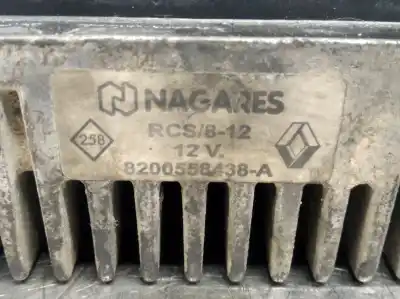 NAGARES
RCS/8-12
258
12 V.
8200558438-A